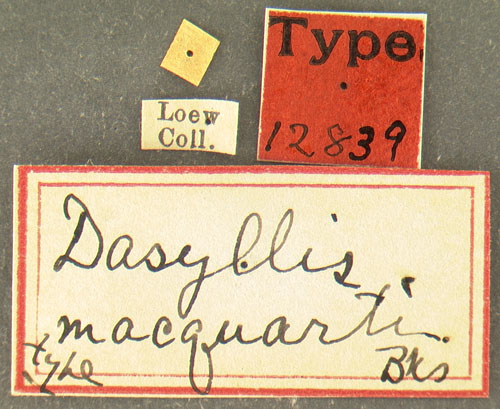 Type.
12839
Loew
Coll.
Dasyllis
macquarti.
type
Bks